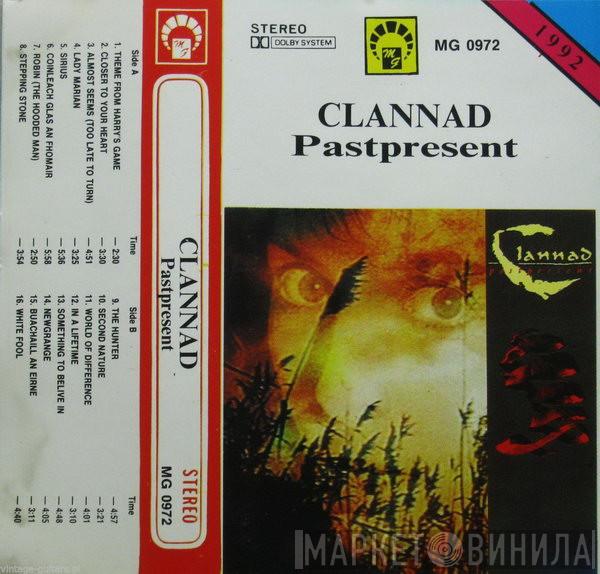 STEREO
DOLBY SYSTEM
MG
MG 0972
1992
CLANNAD
Pastpresent
Clannad
pastpresent
Side A
Time
1. THEME FROM HARRY'S GAME — 2:30
2. CLOSER TO YOUR HEART — 3:30
3. ALMOST SEEMS (TOO LATE TO TURN) — 4:51
4. LADY MARIAN — 3:25
5. SIRIUS — 5:36
6. COINLEACH GLAS AN FHOMAIR — 5:58
7. ROBIN (THE HOODED MAN) — 2:50
8. STEPPING STONE — 3:54
Side B
Time
9. THE HUNTER — 4:57
10. SECOND NATURE — 3:21
11. WORLD OF DIFFERENCE — 4:01
12. IN A LIFETIME — 3:10
13. SOMETHING TO BELIVE IN — 4:48
14. NEWGRANGE — 4:05
15. BUACHAILL AN EIRNE — 3:11
16. WHITE FOOL — 4:40
MG
CLANNAD
Pastpresent
STEREO
MG 0972
vintage-guitars.pl
МАРКЕТ ВИНИЛА